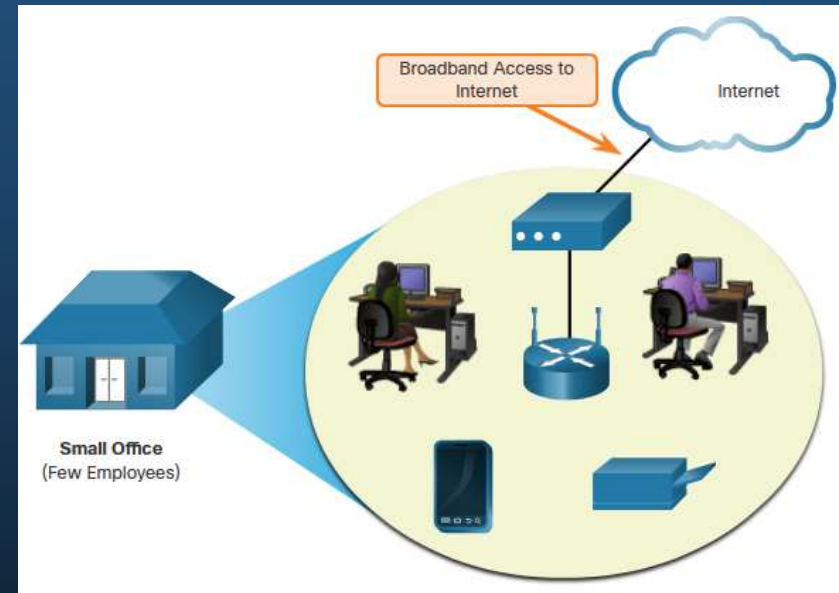 Broadband Access to
Internet
Internet
Small Office
(Few Employees)